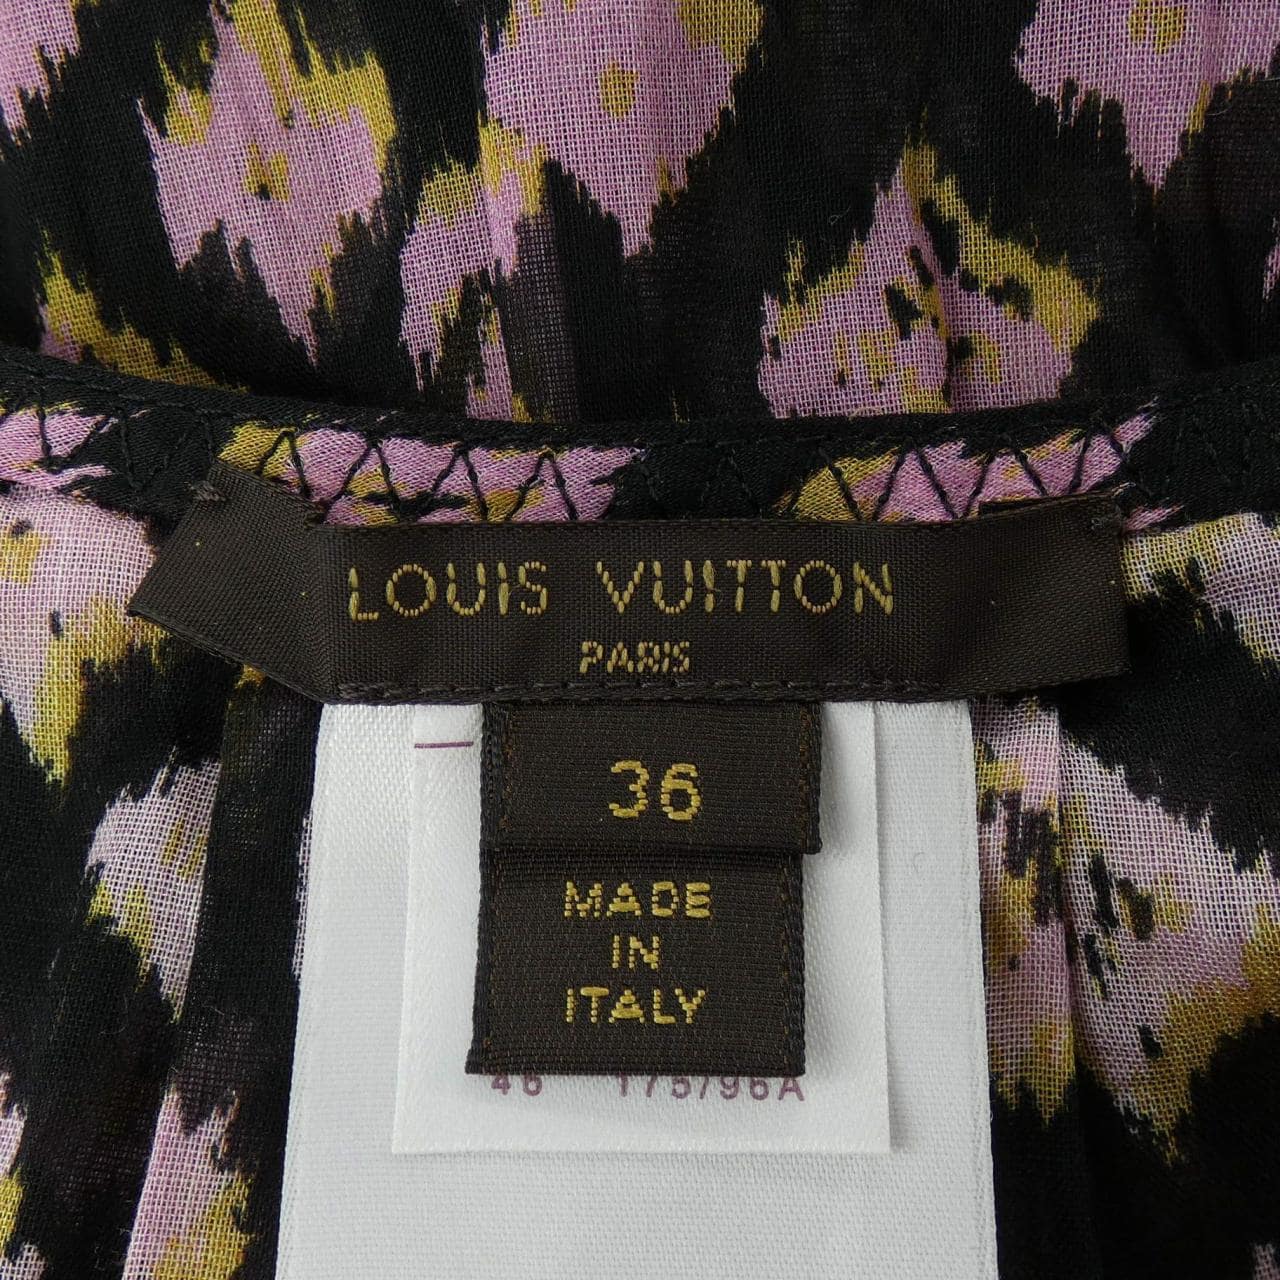 LOUIS VUITTON
PARIS
36
MADE
IN
ITALY
46 175/96A